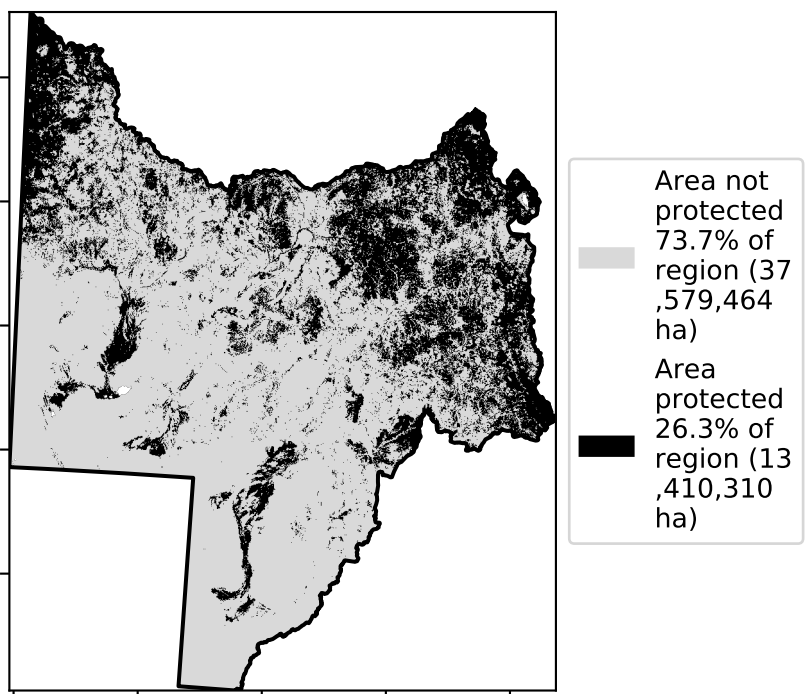 Area not
protected
73.7% of
region (37
,579,464
ha)
Area
protected
26.3% of
region (13
,410,310
ha)